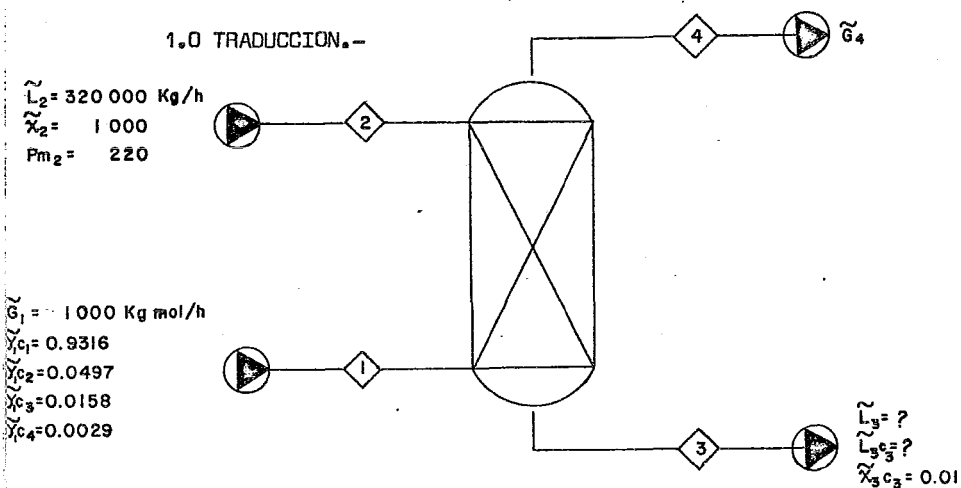 1.0 TRADUCCION.-
4
G̃4
L̃2= 320 000 Kg/h
x̃2= 1 000
Pm2= 220
2
G̃1= 1 000 Kg mol/h
Ỹ1c1= 0.9316
Ỹ1c2=0.0497
Ỹ1c3=0.0158
Ỹ1c4=0.0029
1
3
L̃3= ?
L̃3c3= ?
x̃3c3= 0.01